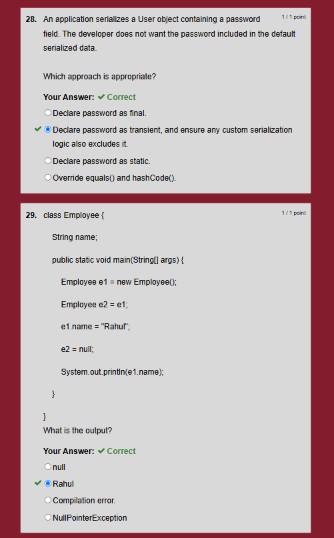 28. An application serializes a User object containing a password
1 / 1 point
field. The developer does not want the password included in the default
serialized data.
Which approach is appropriate?
Your Answer: ✔ Correct
Declare password as final.
Declare password as transient, and ensure any custom serialization
logic also excludes it.
Declare password as static.
Override equals() and hashCode().
29. class Employee {
1 / 1 point
String name;
public static void main(String[] args) {
Employee e1 = new Employee();
Employee e2 = e1;
e1.name = "Rahul";
e2 = null;
System.out.println(e1.name);
}
}
What is the output?
Your Answer: ✔ Correct
null
Rahul
Compilation error.
NullPointerException